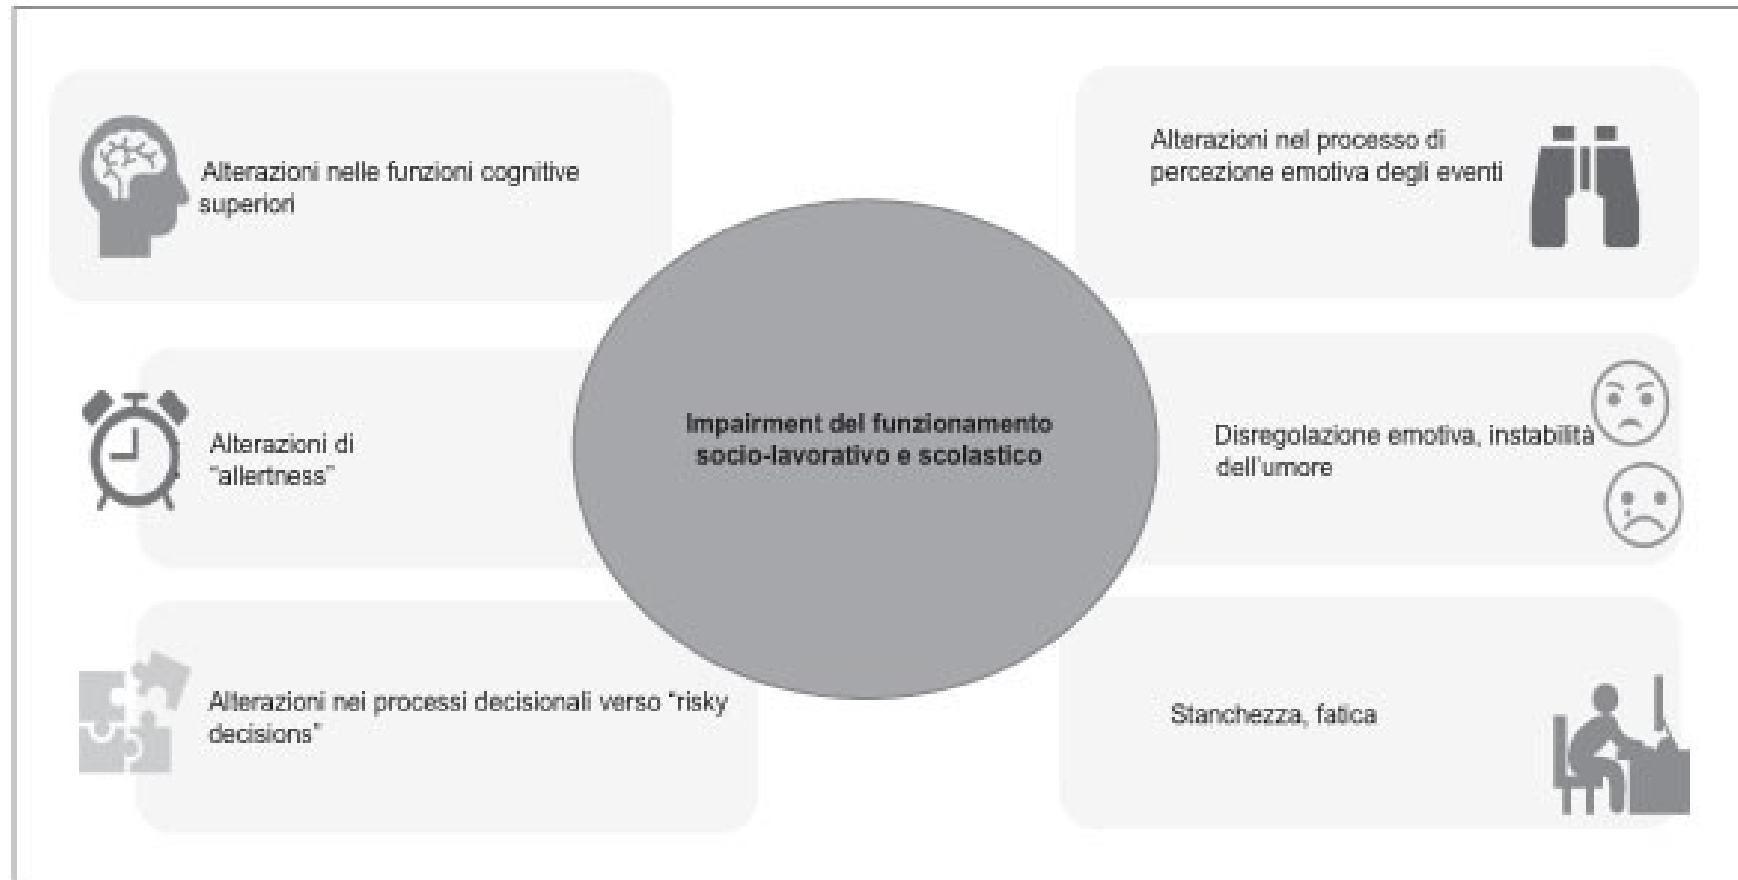 Alterazioni nelle funzioni cognitive
superiori
Alterazioni di
"allertness"
Alterazioni nei processi decisionali verso "risky
decisions"
Impairment del funzionamento
socio-lavorativo e scolastico
Alterazioni nel processo di
percezione emotiva degli eventi
Disregolazione emotiva, instabilità
dell'umore
Stanchezza, fatica